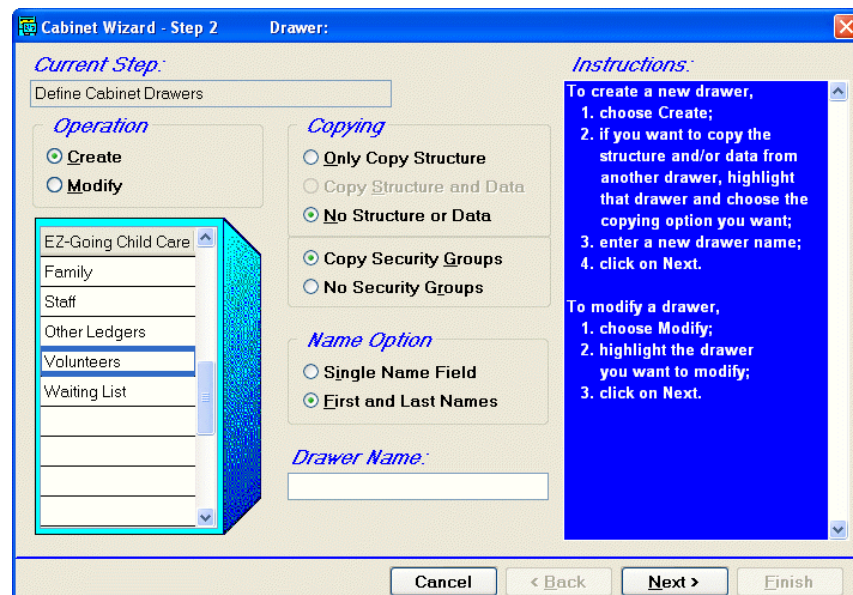 Cabinet Wizard - Step 2 Drawer:
Current Step:
Define Cabinet Drawers
Operation
Create
Modify
EZ-Going Child Care
Family
Staff
Other Ledgers
Volunteers
Waiting List
Copying
Only Copy Structure
Copy Structure and Data
No Structure or Data
Copy Security Groups
No Security Groups
Name Option
Single Name Field
First and Last Names
Drawer Name:
Instructions:
To create a new drawer,
1. choose Create;
2. if you want to copy the
structure and/or data from
another drawer, highlight
that drawer and choose the
copying option you want;
3. enter a new drawer name;
4. click on Next.
To modify a drawer,
1. choose Modify;
2. highlight the drawer
you want to modify;
3. click on Next.
Cancel
< Back
Next >
Finish